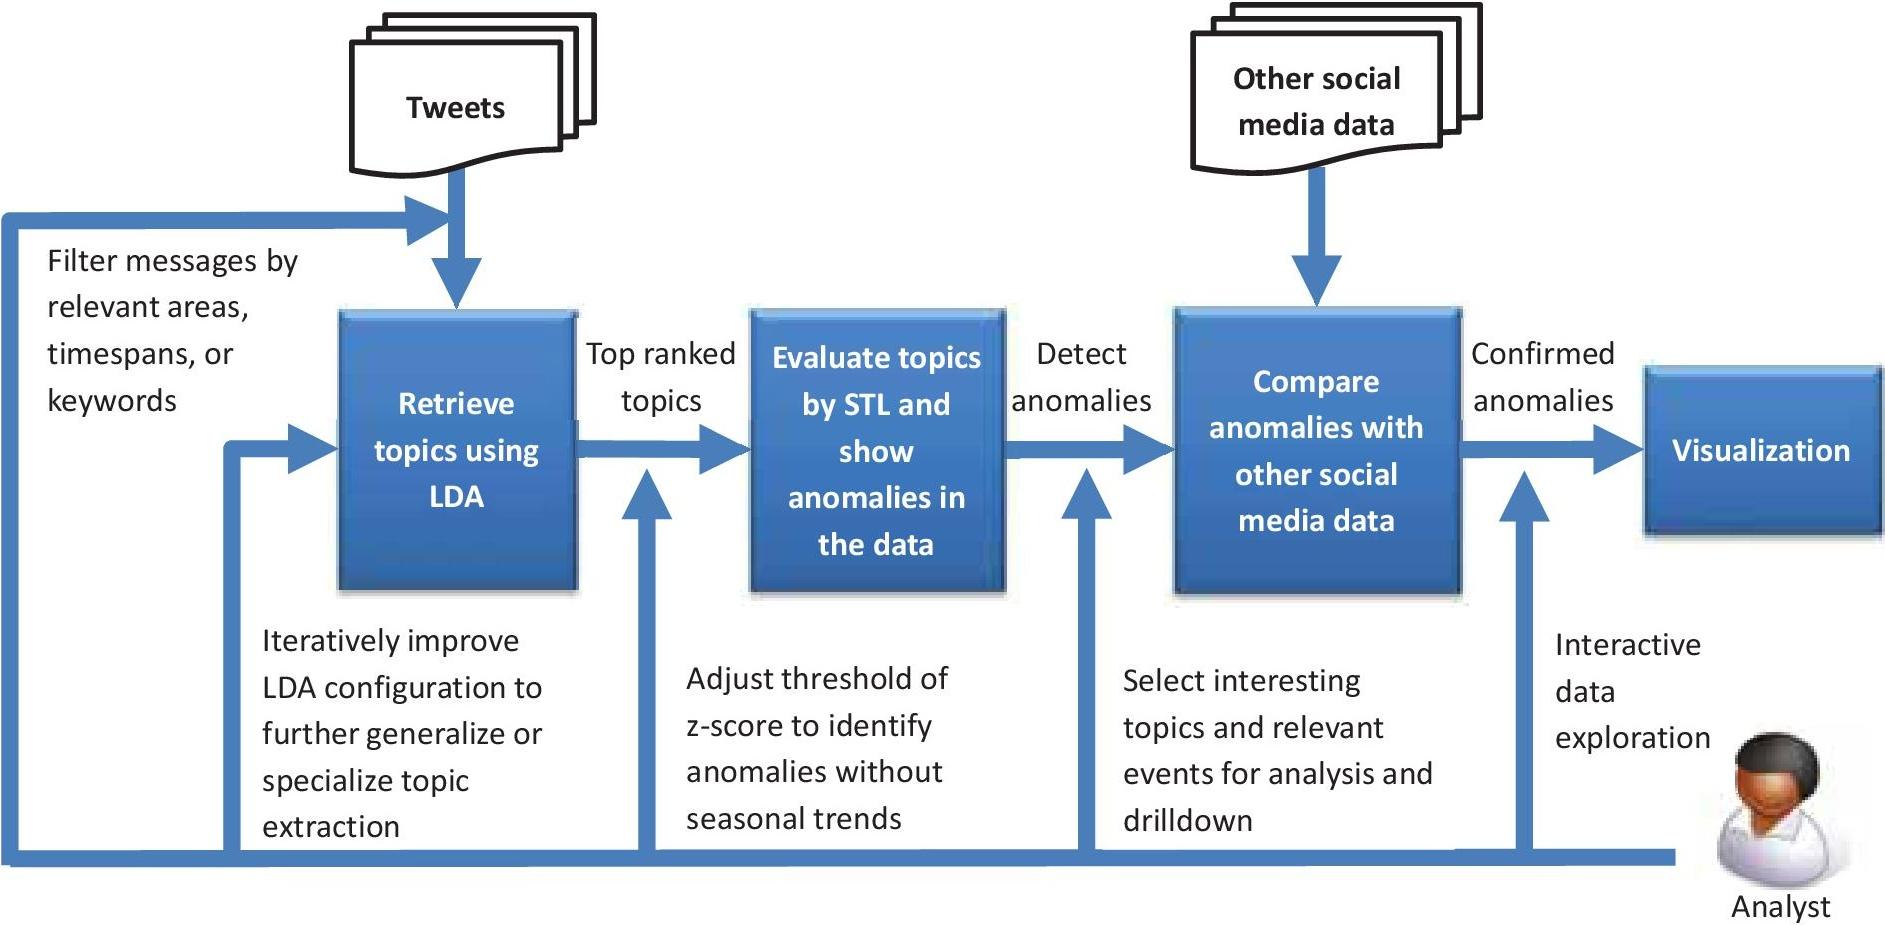 Tweets
Other social
media data
Filter messages by
relevant areas,
timespans, or
keywords
Retrieve
topics using
LDA
Top ranked
topics
Evaluate topics
by STL and
show
anomalies in
the data
Detect
anomalies
Compare
anomalies with
other social
media data
Confirmed
anomalies
Visualization
Iteratively improve
LDA configuration to
further generalize or
specialize topic
extraction
Adjust threshold of
z-score to identify
anomalies without
seasonal trends
Select interesting
topics and relevant
events for analysis and
drilldown
Interactive
data
exploration
Analyst